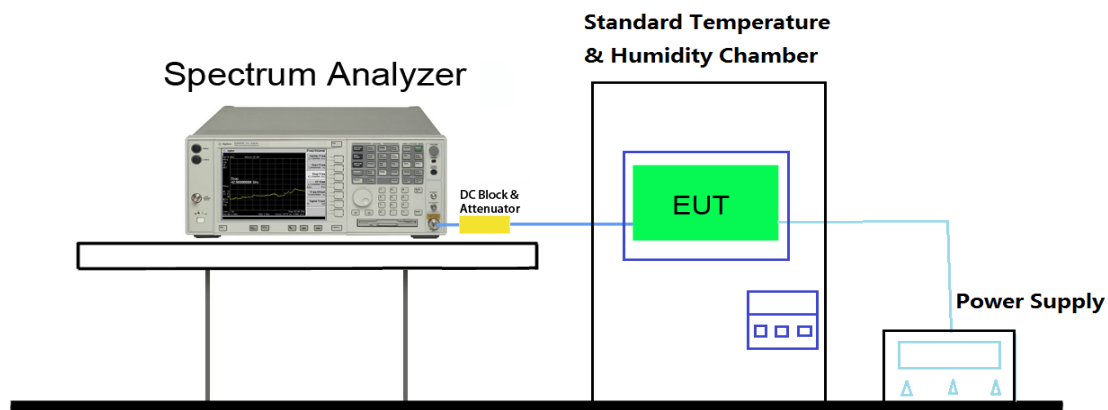 Standard Temperature
& Humidity Chamber
Spectrum Analyzer
DC Block &
Attenuator
EUT
Power Supply